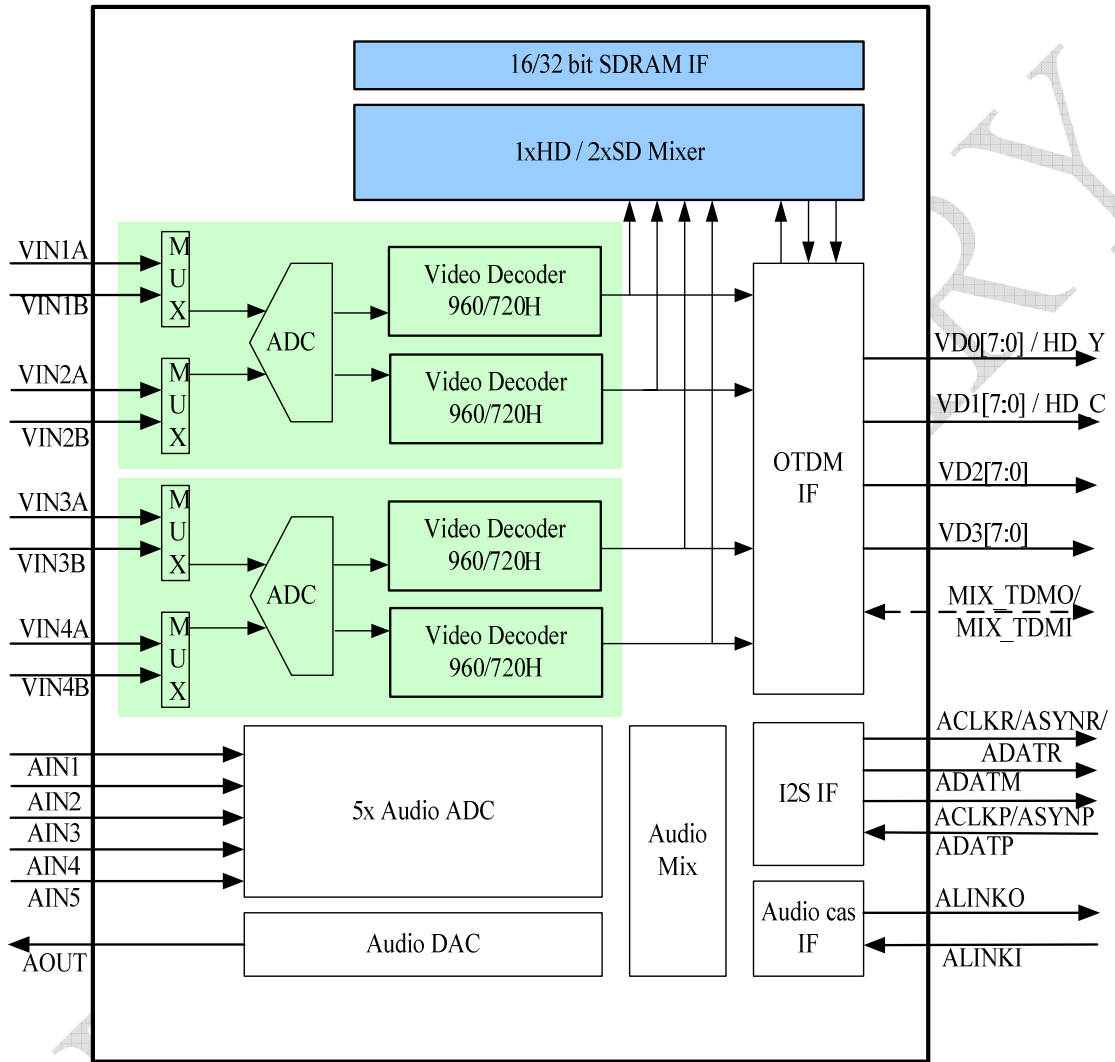 16/32 bit SDRAM IF
1xHD / 2xSD Mixer
VIN1A
VIN1B
VIN2A
VIN2B
MUX
MUX
ADC
Video Decoder
960/720H
Video Decoder
960/720H
VIN3A
VIN3B
VIN4A
VIN4B
MUX
MUX
ADC
Video Decoder
960/720H
Video Decoder
960/720H
OTDM
IF
VD0[7:0] / HD_Y
VD1[7:0] / HD_C
VD2[7:0]
VD3[7:0]
MIX_TDMO/
MIX_TDMI
AIN1
AIN2
AIN3
AIN4
AIN5
AOUT
5x Audio ADC
Audio DAC
Audio
Mix
I2S IF
Audio cas
IF
ACLKR/ASYNR/
ADATR
ADATM
ACLKP/ASYNP
ADATP
ALINKO
ALINKI